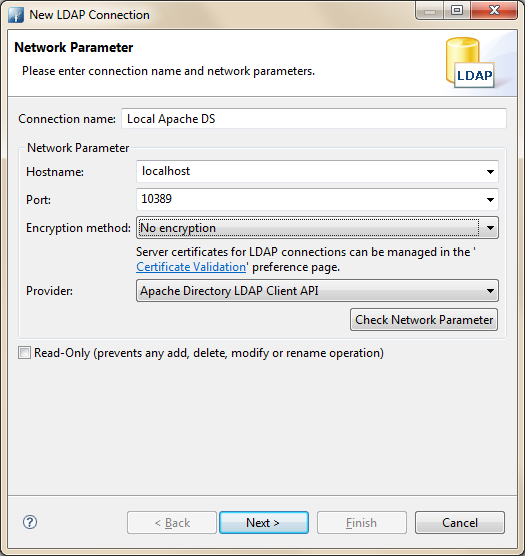 New LDAP Connection
Network Parameter
Please enter connection name and network parameters.
LDAP
Connection name: Local Apache DS
Network Parameter
Hostname: localhost
Port: 10389
Encryption method: No encryption
Server certificates for LDAP connections can be managed in the '
Certificate Validation' preference page.
Provider: Apache Directory LDAP Client API
Check Network Parameter
Read-Only (prevents any add, delete, modify or rename operation)
? < Back Next > Finish Cancel